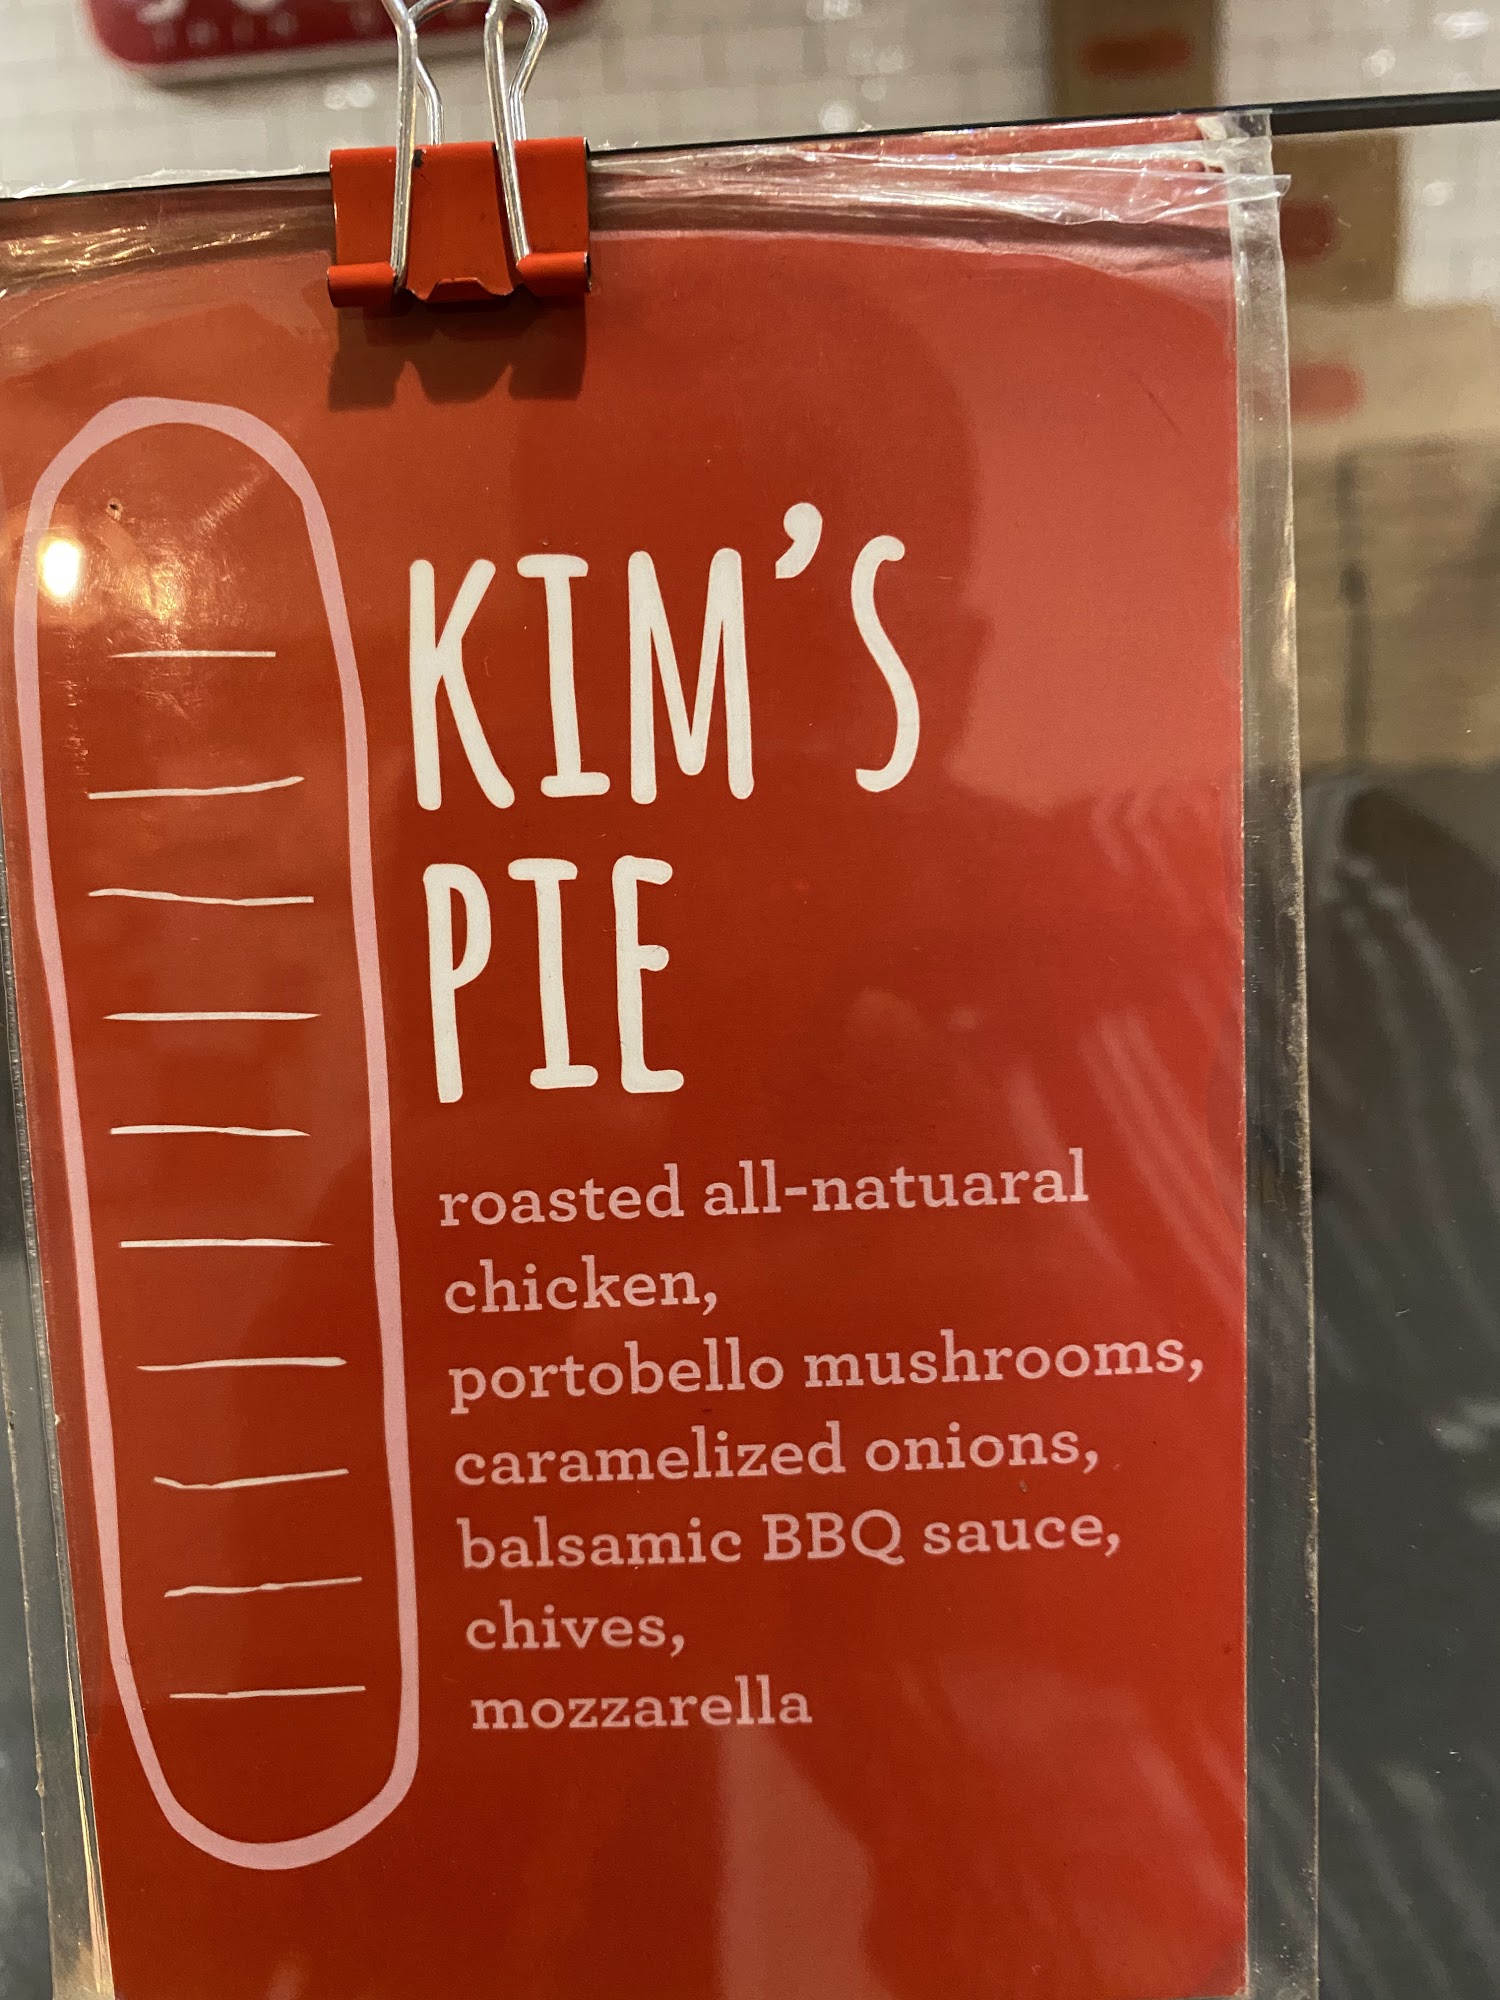 KIM'S
PIE
roasted all-natuaral
chicken,
portobello mushrooms,
caramelized onions,
balsamic BBQ sauce,
chives,
mozzarella